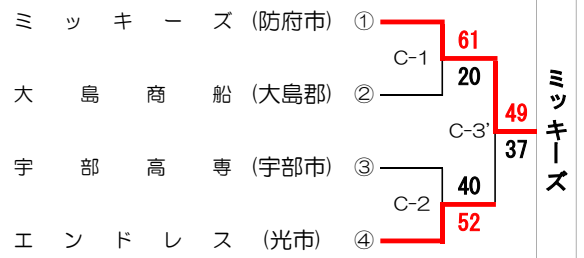 ミッキーズ (防府市) ①
C-1
61
20
大島商船 (大島郡) ②
C-3'
49
37
ミッキーズ
宇部高専 (宇部市) ③
C-2
40
52
エンドレス (光市) ④